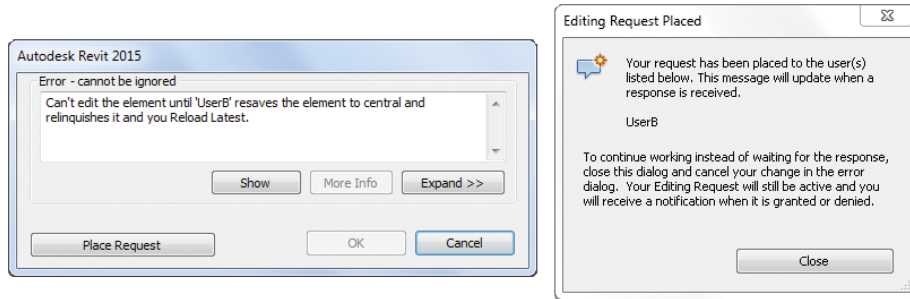 Autodesk Revit 2015
Error - cannot be ignored
Can't edit the element until 'UserB' resaves the element to central and
relinquishes it and you Reload Latest.
Show
More Info
Expand >>
Place Request
OK
Cancel
Editing Request Placed
Your request has been placed to the user(s)
listed below. This message will update when a
response is received.
UserB
To continue working instead of waiting for the response,
close this dialog and cancel your change in the error
dialog. Your Editing Request will still be active and you
will receive a notification when it is granted or denied.
Close